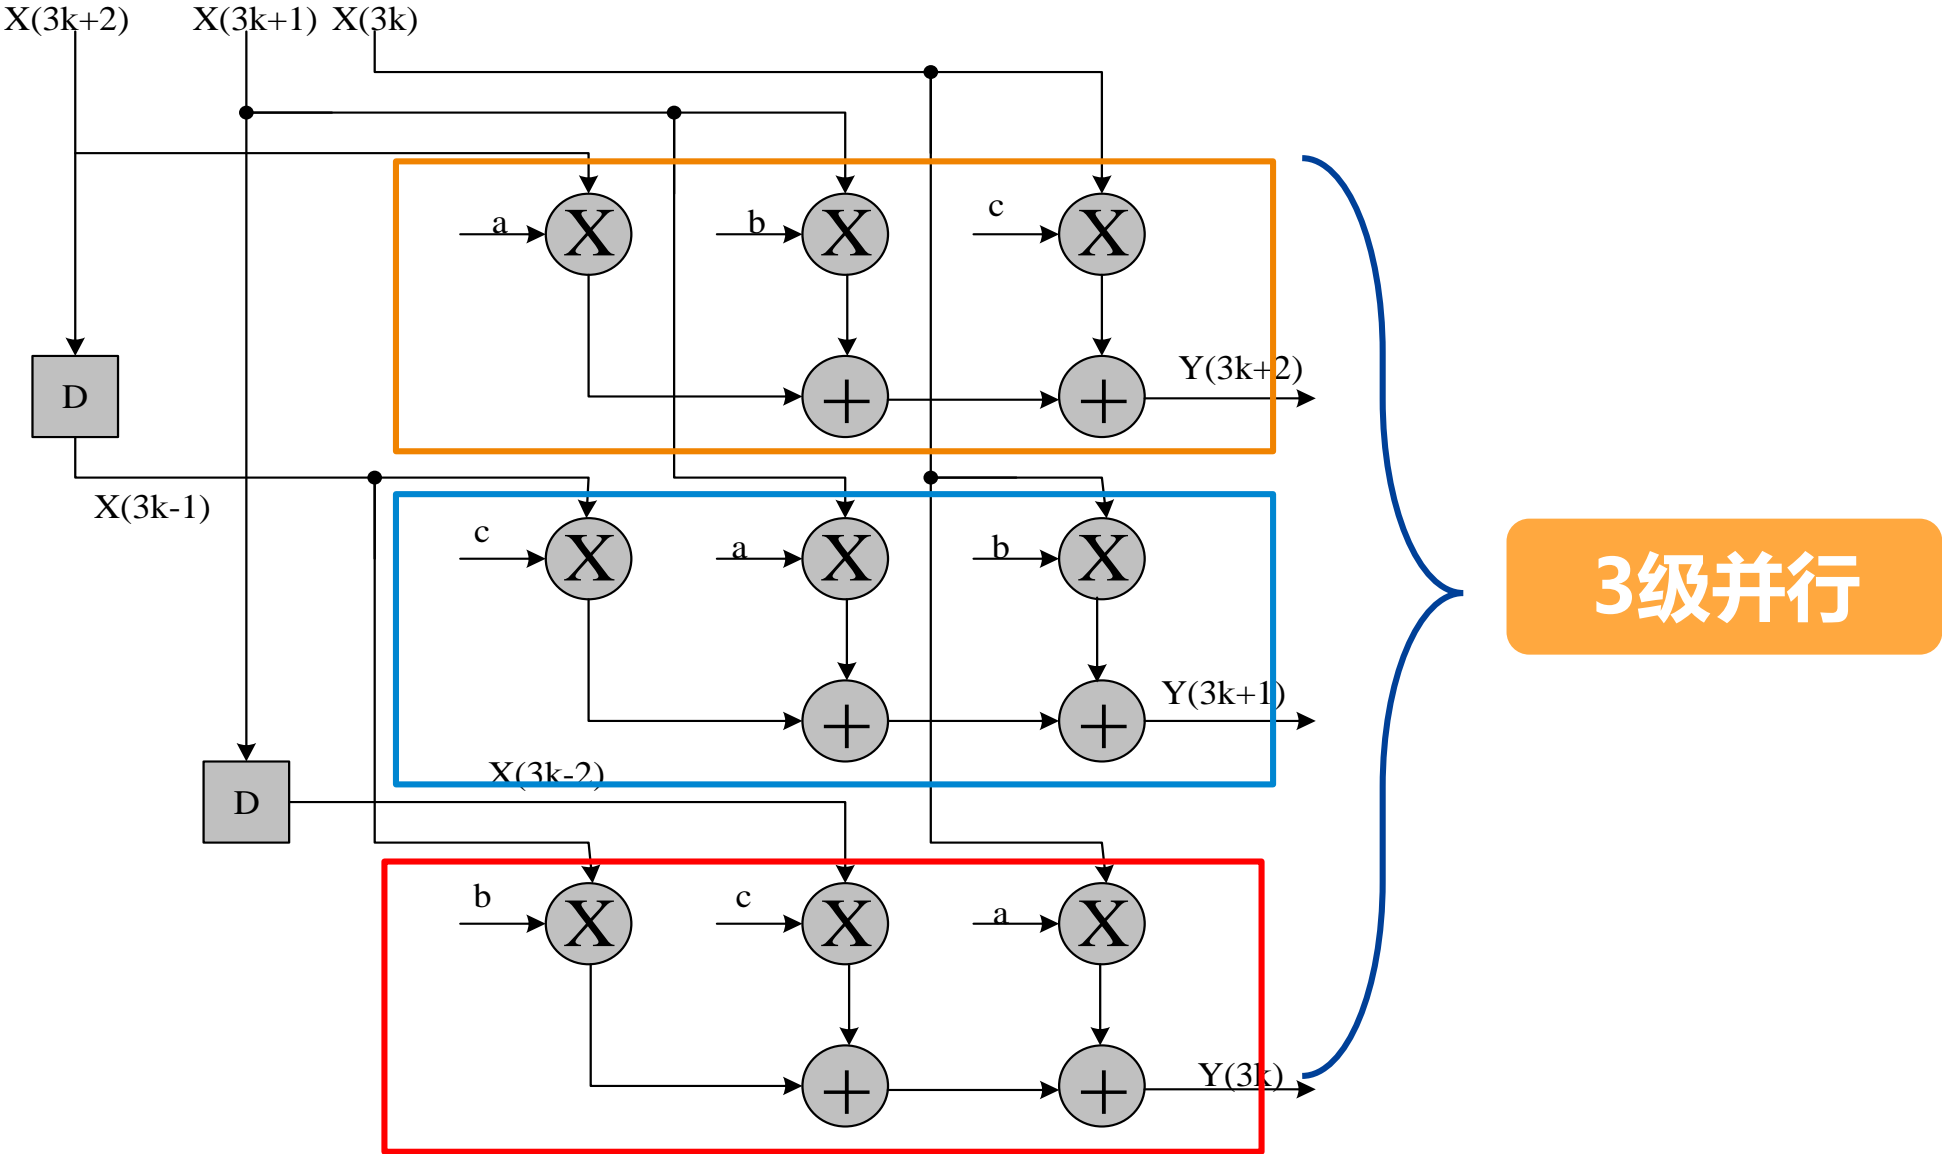 X(3k+2) X(3k+1) X(3k)
a X b X c X
Y(3k+2)
D + +
X(3k-1)
c X a X b X
3级并行
Y(3k+1)
+ +
X(3k-2)
D
b X c X a X
Y(3k)
+ +